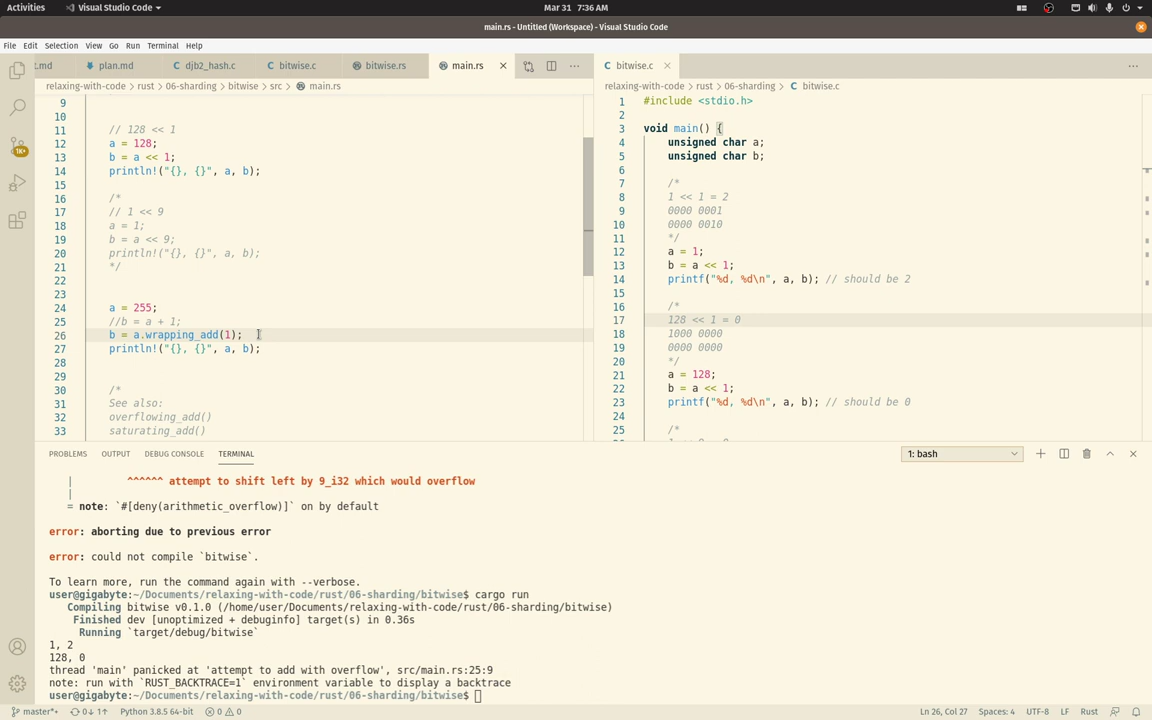 Activities Visual Studio Code Mar 31 7:36 AM
main.rs - Untitled (Workspace) - Visual Studio Code
File Edit Selection View Go Run Terminal Help
.md plan.md djb2_hash.c bitwise.c bitwise.rs main.rs
relaxing-with-code > rust > 06-sharding > bitwise > src > main.rs
9
10
11 // 128 << 1
12 a = 128;
13 b = a << 1;
14 println!("{}, {}", a, b);
15
16 /*
17 // 1 << 9
18 a = 1;
19 b = a << 9;
20 println!("{}, {}", a, b);
21 */
22
23
24 a = 255;
25 //b = a + 1;
26 b = a.wrapping_add(1);
27 println!("{}, {}", a, b);
28
29
30 /*
31 See also:
32 overflowing_add()
33 saturating_add()
bitwise.c
relaxing-with-code > rust > 06-sharding > bitwise.c
1 #include <stdio.h>
2
3 void main() {
4 unsigned char a;
5 unsigned char b;
6
7 /*
8 1 << 1 = 2
9 0000 0001
10 0000 0010
11 */
12 a = 1;
13 b = a << 1;
14 printf("%d, %d\n", a, b); // should be 2
15
16 /*
17 128 << 1 = 0
18 1000 0000
19 0000 0000
20 */
21 a = 128;
22 b = a << 1;
23 printf("%d, %d\n", a, b); // should be 0
24
25 /*
PROBLEMS OUTPUT DEBUG CONSOLE TERMINAL 1: bash
| ^^^^^^ attempt to shift left by 9_i32 which would overflow
|
= note: `#[deny(arithmetic_overflow)]` on by default
error: aborting due to previous error
error: could not compile `bitwise`.
To learn more, run the command again with --verbose.
user@gigabyte:~/Documents/relaxing-with-code/rust/06-sharding/bitwise$ cargo run
Compiling bitwise v0.1.0 (/home/user/Documents/relaxing-with-code/rust/06-sharding/bitwise)
Finished dev [unoptimized + debuginfo] target(s) in 0.36s
Running `target/debug/bitwise`
1, 2
128, 0
thread 'main' panicked at 'attempt to add with overflow', src/main.rs:25:9
note: run with `RUST_BACKTRACE=1` environment variable to display a backtrace
user@gigabyte:~/Documents/relaxing-with-code/rust/06-sharding/bitwise$
1K+
master*+ 0↓ 1↑ Python 3.8.5 64-bit 0 0 Ln 26, Col 27 Spaces: 4 UTF-8 LF Rust